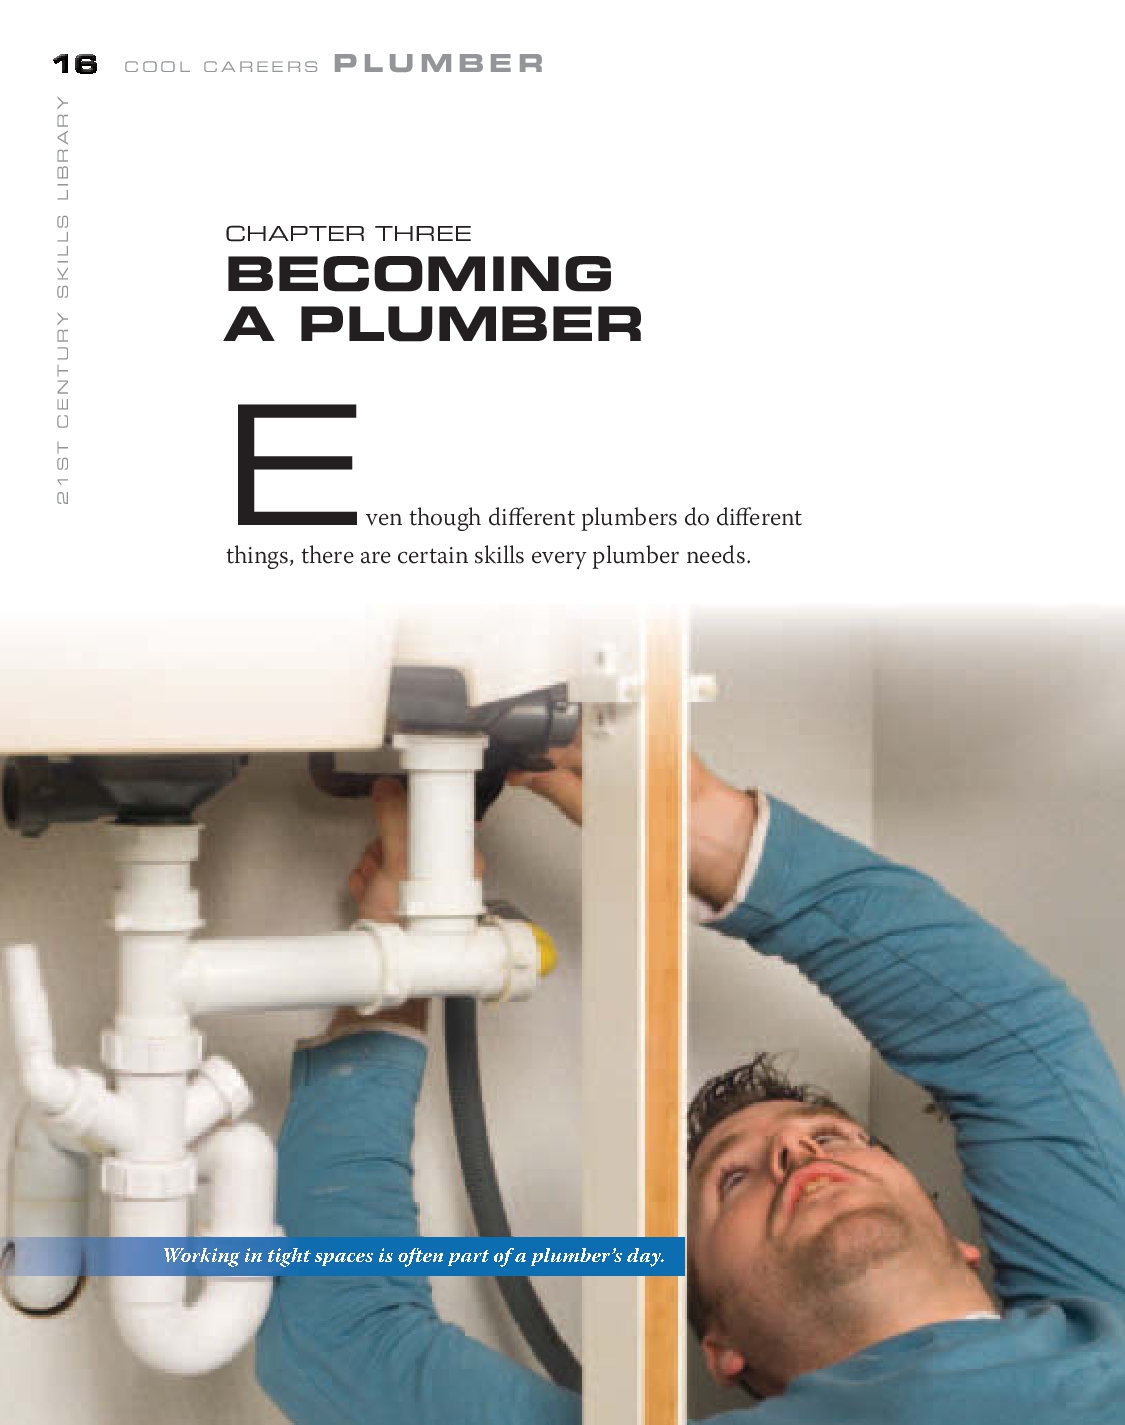 16 COOL CAREERS PLUMBER
21ST CENTURY SKILLS LIBRARY
CHAPTER THREE
BECOMING
A PLUMBER
Even though different plumbers do different
things, there are certain skills every plumber needs.
Working in tight spaces is often part of a plumber's day.